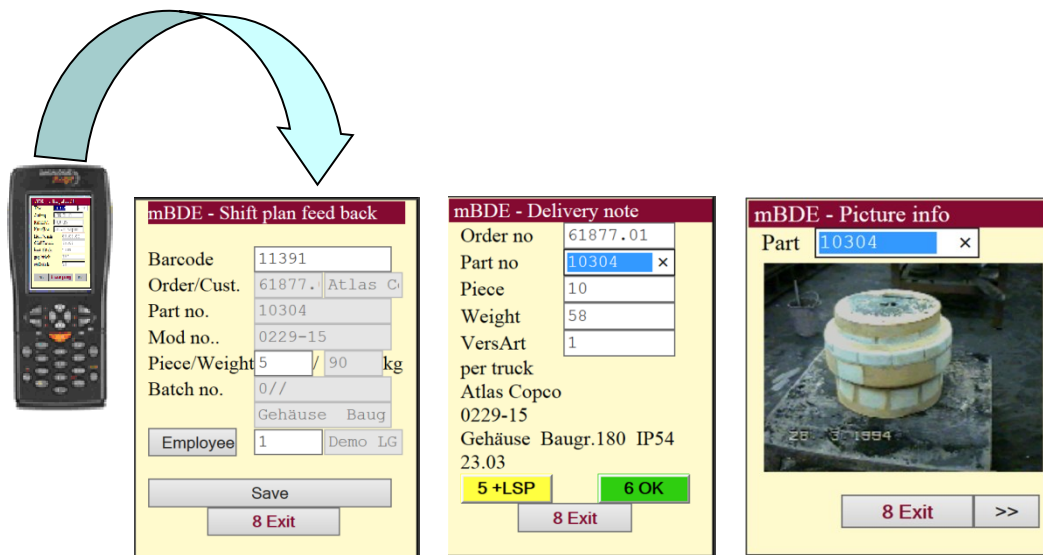 mBDE - Shift plan feed back
Barcode 11391
Order/Cust. 61877. Atlas C
Part no. 10304
Mod no.. 0229-15
Piece/Weight 5 / 90 kg
Batch no. 0//
Gehäuse Baug
Employee 1 Demo LG
Save
8 Exit
mBDE - Delivery note
Order no 61877.01
Part no 10304 ×
Piece 10
Weight 58
VersArt 1
per truck
Atlas Copco
0229-15
Gehäuse Baugr.180 IP54
23.03
5 +LSP 6 OK
8 Exit
mBDE - Picture info
Part 10304 ×
28. 3.1994
8 Exit >>